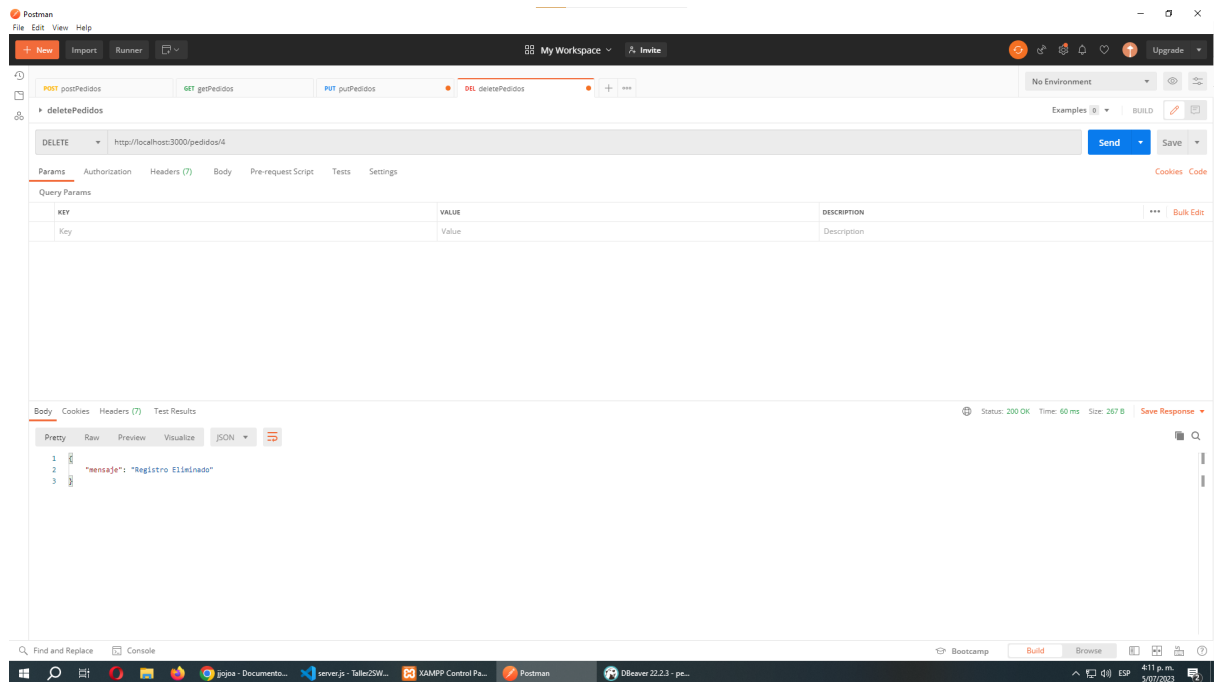 Postman
File Edit View Help
+ New Import Runner My Workspace Invite Upgrade
POST postPedidos GET getPedidos PUT putPedidos DEL deletePedidos + ••• No Environment
deletePedidos Examples 0 BUILD
DELETE http://localhost:3000/pedidos/4 Send Save
Params Authorization Headers (7) Body Pre-request Script Tests Settings Cookies Code
Query Params
KEY VALUE DESCRIPTION ••• Bulk Edit
Key Value Description
Body Cookies Headers (7) Test Results Status: 200 OK Time: 60 ms Size: 267 B Save Response
Pretty Raw Preview Visualize JSON
1 {
2 "mensaje": "Registro Eliminado"
3 }
Find and Replace Console Bootcamp Build Browse
jjojoa - Documento... server.js - Taller2SW... XAMPP Control Pa... Postman DBeaver 22.2.3 - pe... ESP 4:11 p. m.
5/07/2023